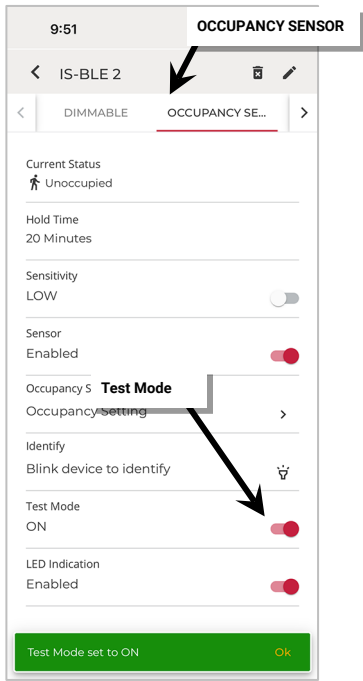 9:51
OCCUPANCY SENSOR
IS-BLE 2
DIMMABLE
OCCUPANCY SE...
Current Status
Unoccupied
Hold Time
20 Minutes
Sensitivity
LOW
Sensor
Enabled
Occupancy S
Test Mode
Occupancy Setting
Identify
Blink device to identify
Test Mode
ON
LED Indication
Enabled
Test Mode set to ON
Ok